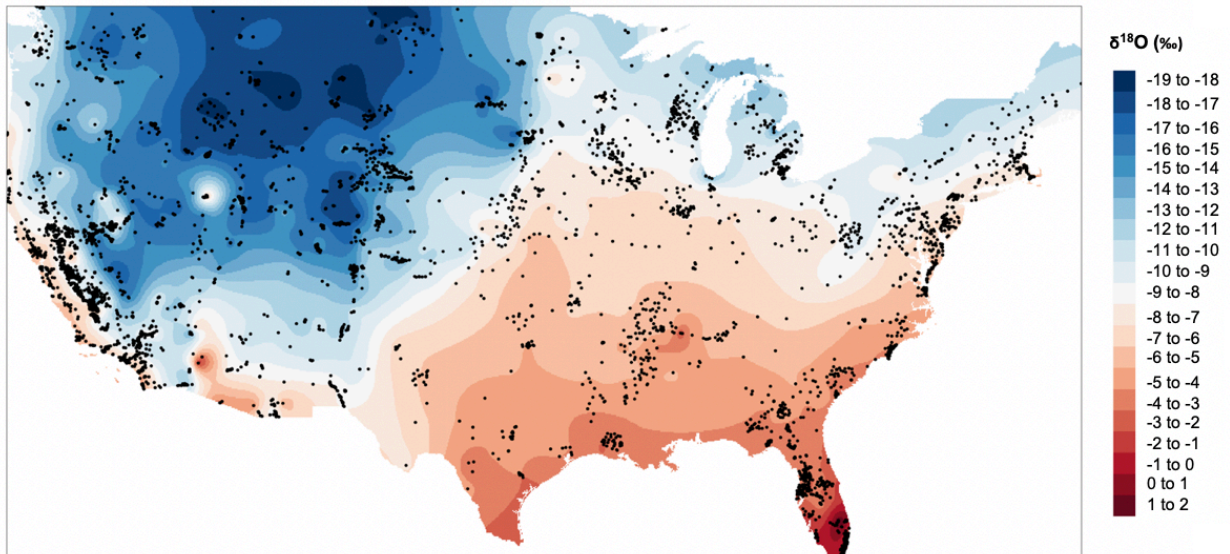 δ¹⁸O (‰)
-19 to -18
-18 to -17
-17 to -16
-16 to -15
-15 to -14
-14 to -13
-13 to -12
-12 to -11
-11 to -10
-10 to -9
-9 to -8
-8 to -7
-7 to -6
-6 to -5
-5 to -4
-4 to -3
-3 to -2
-2 to -1
-1 to 0
0 to 1
1 to 2